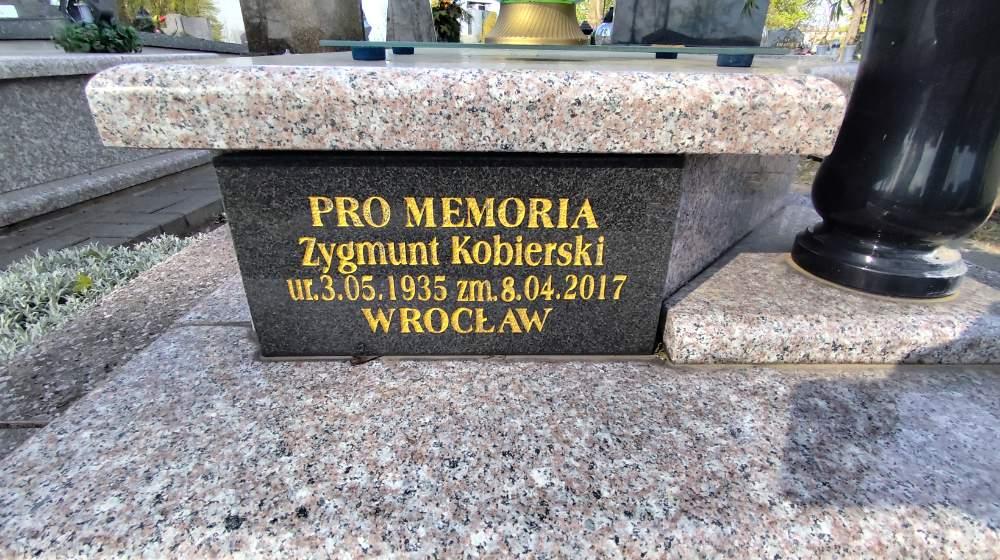 PRO MEMORIA
Zygmunt Kobierski
ur.3.05.1935 zm.8.04.2017
WROCŁAW